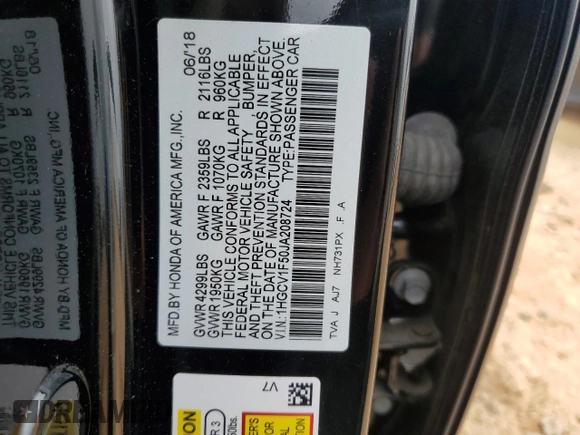 MFD.BY HONDA OF AMERICA MFG.,INC. 06/'18
GVWR 4299LBS GAWR F 2359LBS R 2116LBS
GVWR 1950KG GAWR F 1070KG R 960KG
THIS VEHICLE CONFORMS TO ALL APPLICABLE
FEDERAL MOTOR VEHICLE SAFETY , BUMPER,
AND THEFT PREVENTION STANDARDS IN EFFECT
ON THE DATE OF MANUFACTURE SHOWN ABOVE.
V.I.N.:1HGCV1F50JA208724 TYPE:PASSENGER CAR
TVA J AJ7 NH731PX .F .A
V7